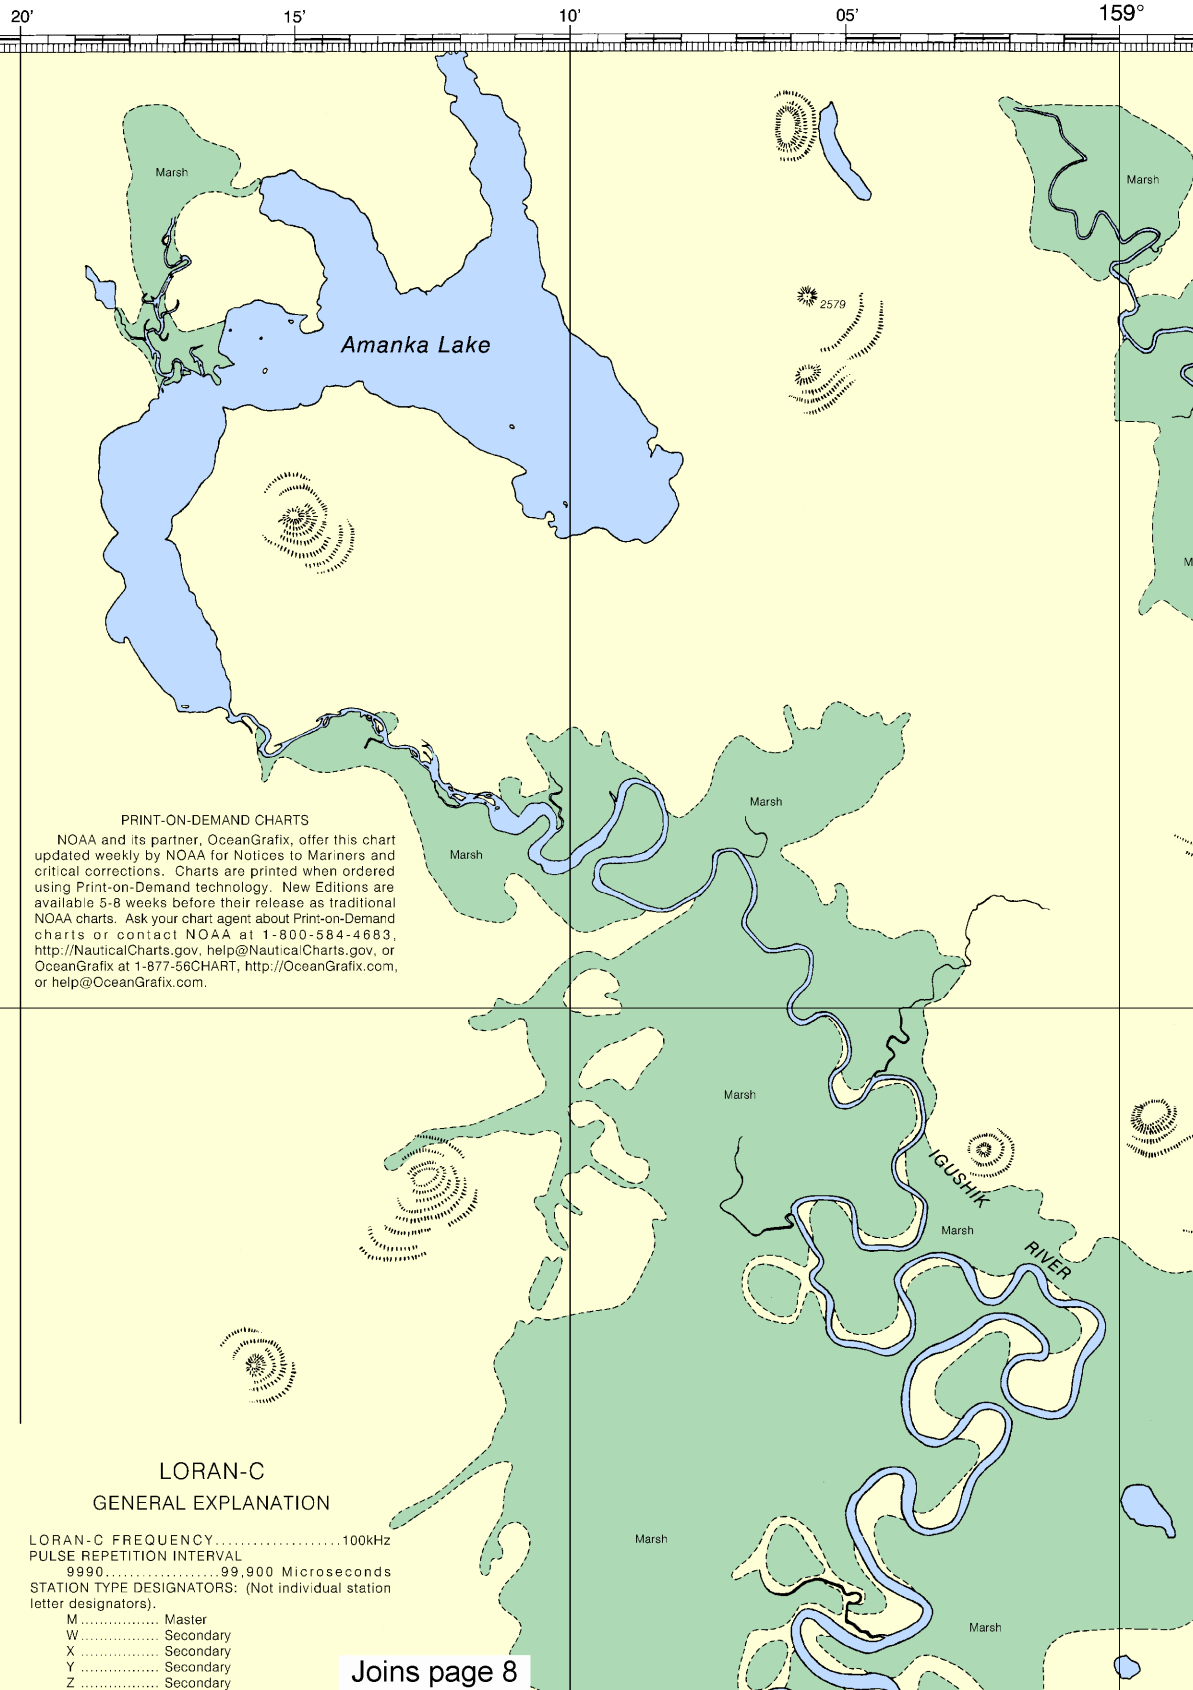 20' 15' 10' 05' 159°
Marsh
Marsh
2579
Amanka Lake
M
Marsh
PRINT-ON-DEMAND CHARTS
NOAA and its partner, OceanGrafix, offer this chart
updated weekly by NOAA for Notices to Mariners and
critical corrections. Charts are printed when ordered
using Print-on-Demand technology. New Editions are
available 5-8 weeks before their release as traditional
NOAA charts. Ask your chart agent about Print-on-Demand
charts or contact NOAA at 1-800-584-4683,
http://NauticalCharts.gov, help@NauticalCharts.gov, or
OceanGrafix at 1-877-56CHART, http://OceanGrafix.com,
or help@OceanGrafix.com.
Marsh
Marsh
IGUSHIK
Marsh
RIVER
LORAN-C
GENERAL EXPLANATION
LORAN-C FREQUENCY....................100kHz
PULSE REPETITION INTERVAL
9990..................99,900 Microseconds
STATION TYPE DESIGNATORS: (Not individual station
letter designators).
M ................ Master
W ................ Secondary
X ................ Secondary
Y ................ Secondary
Z ................ Secondary
Marsh
Marsh
Joins page 8